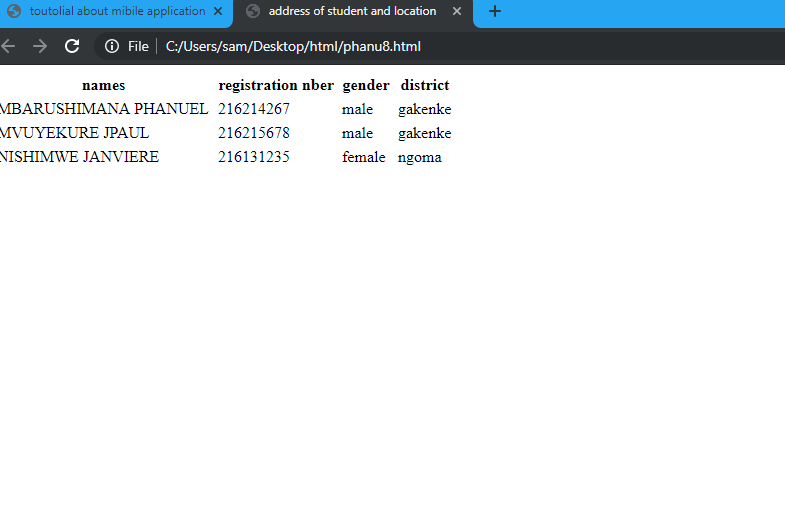 toutolial about mibile application
address of student and location
File
C:/Users/sam/Desktop/html/phanu8.html
names registration nber gender district
MBARUSHIMANA PHANUEL 216214267 male gakenke
MVUYEKURE JPAUL 216215678 male gakenke
NISHIMWE JANVIERE 216131235 female ngoma